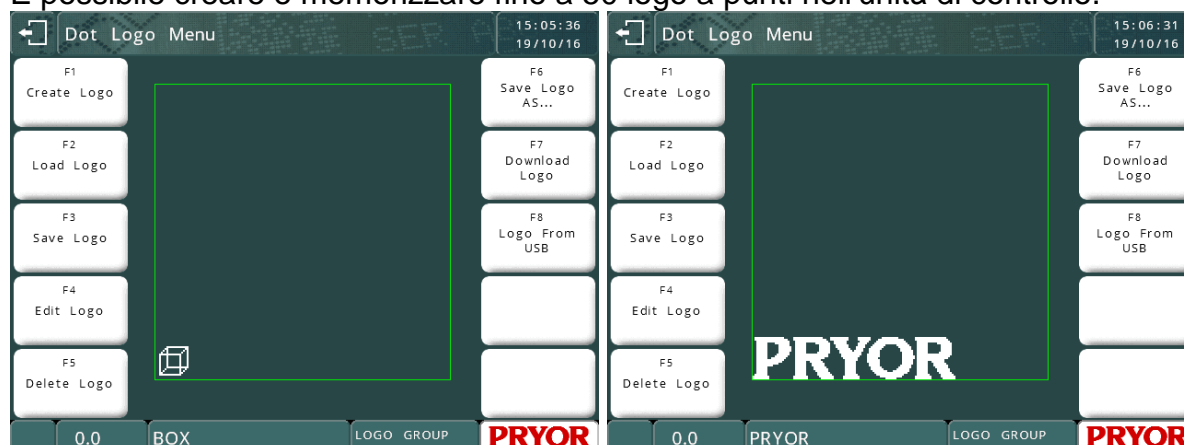 È possibile creare e memorizzare fino a logo a punti nell'unità di controllo.
Dot Logo Menu
15:05:36
19/10/16
F1
Create Logo
F2
Load Logo
F3
Save Logo
F4
Edit Logo
F5
Delete Logo
F6
Save Logo
AS...
F7
Download
Logo
F8
Logo From
USB
0.0
BOX
LOGO GROUP
PRYOR
Dot Logo Menu
15:06:31
19/10/16
F1
Create Logo
F2
Load Logo
F3
Save Logo
F4
Edit Logo
F5
Delete Logo
PRYOR
F6
Save Logo
AS...
F7
Download
Logo
F8
Logo From
USB
0.0
PRYOR
LOGO GROUP
PRYOR